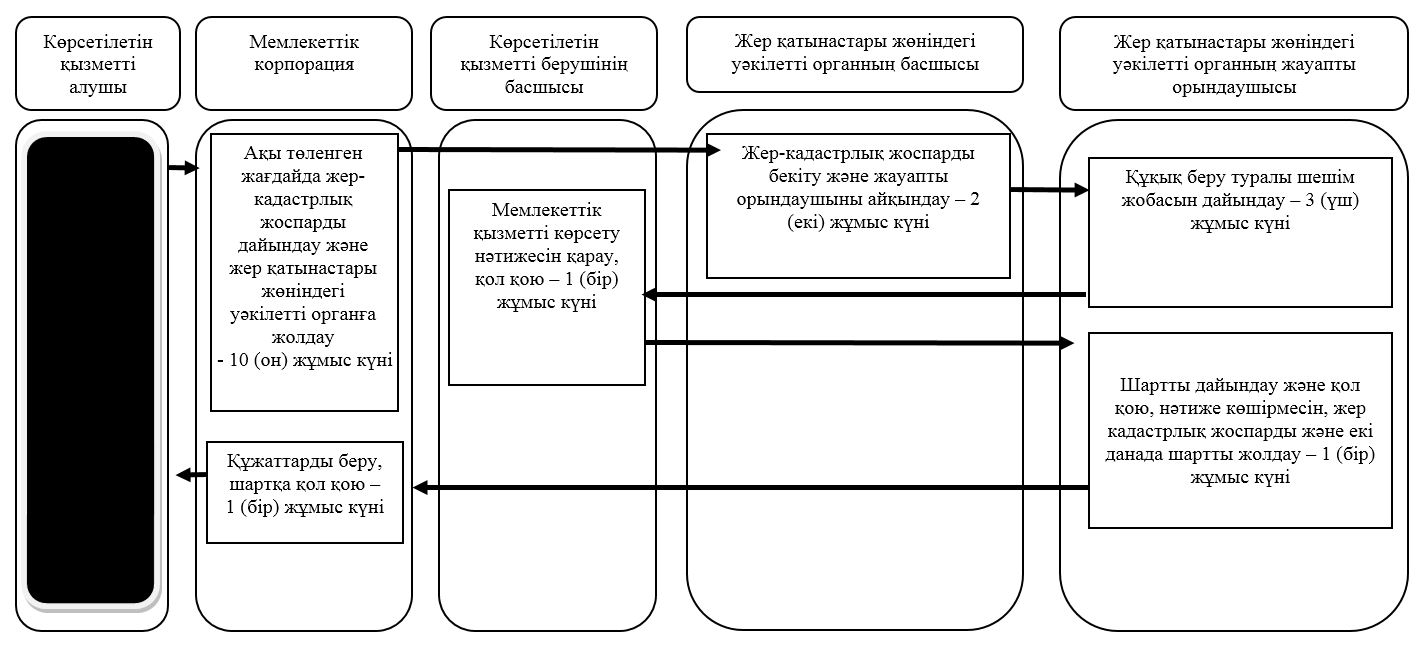 Көрсетілетін
қызметті
алушы
Мемлекеттік
корпорация
Көрсетілетін
қызметті берушінің
басшысы
Жер қатынастары жөніндегі
уәкілетті органның басшысы
Жер қатынастары жөніндегі
уәкілетті органның жауапты
орындаушысы
Ақы төленген
жағдайда жер-
кадастрлық
жоспарды
дайындау және
жер қатынастары
жөніндегі
уәкілетті органға
жолдау
- 10 (он) жұмыс күні
Құжаттарды беру,
шартқа қол қою –
1 (бір) жұмыс күні
Мемлекеттік
қызметті көрсету
нәтижесін қарау,
қол қою – 1 (бір)
жұмыс күні
Жер-кадастрлық жоспарды
бекіту және жауапты
орындаушыны айқындау – 2
(екі) жұмыс күні
Құқық беру туралы шешім
жобасын дайындау – 3 (үш)
жұмыс күні
Шартты дайындау және қол
қою, нәтиже көшірмесін, жер
кадастрлық жоспарды және екі
данада шартты жолдау – 1 (бір)
жұмыс күні